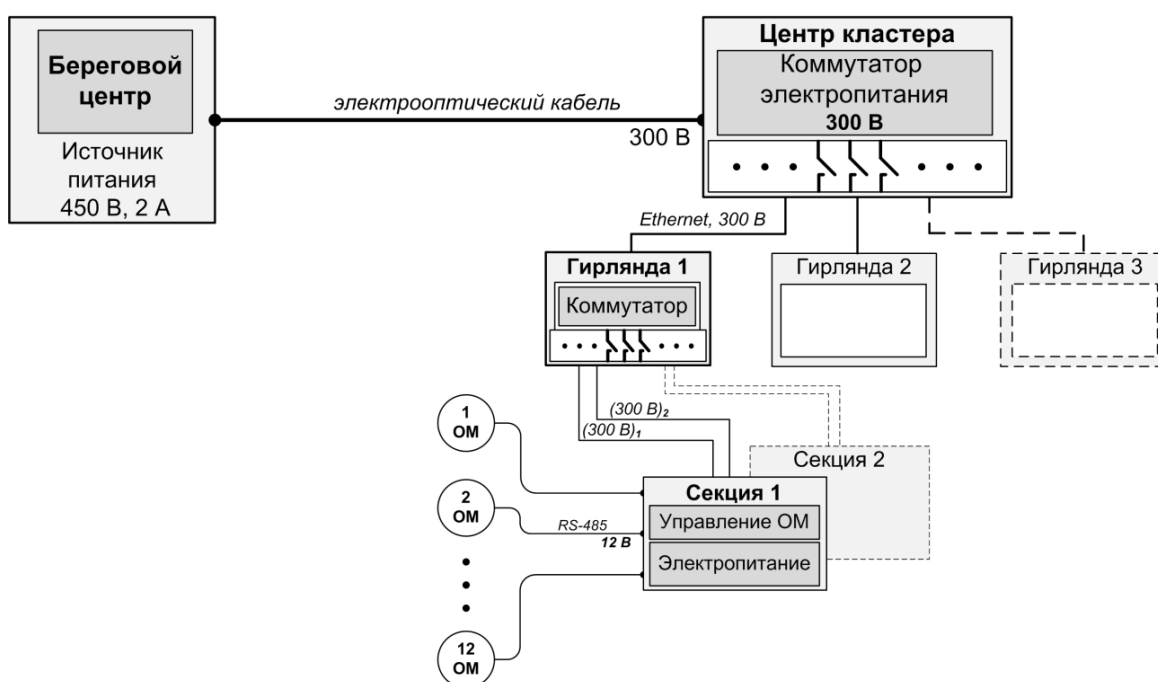 Береговой
центр
Источник
питания
450 В, 2 А
электрооптический кабель
300 В
Центр кластера
Коммутатор
электропитания
300 В
Ethernet, 300 В
Гирлянда 1
Коммутатор
Гирлянда 2
Гирлянда 3
(300 В)₂
(300 В)₁
1
ОМ
2
ОМ
12
ОМ
RS-485
12 В
Секция 2
Секция 1
Управление ОМ
Электропитание